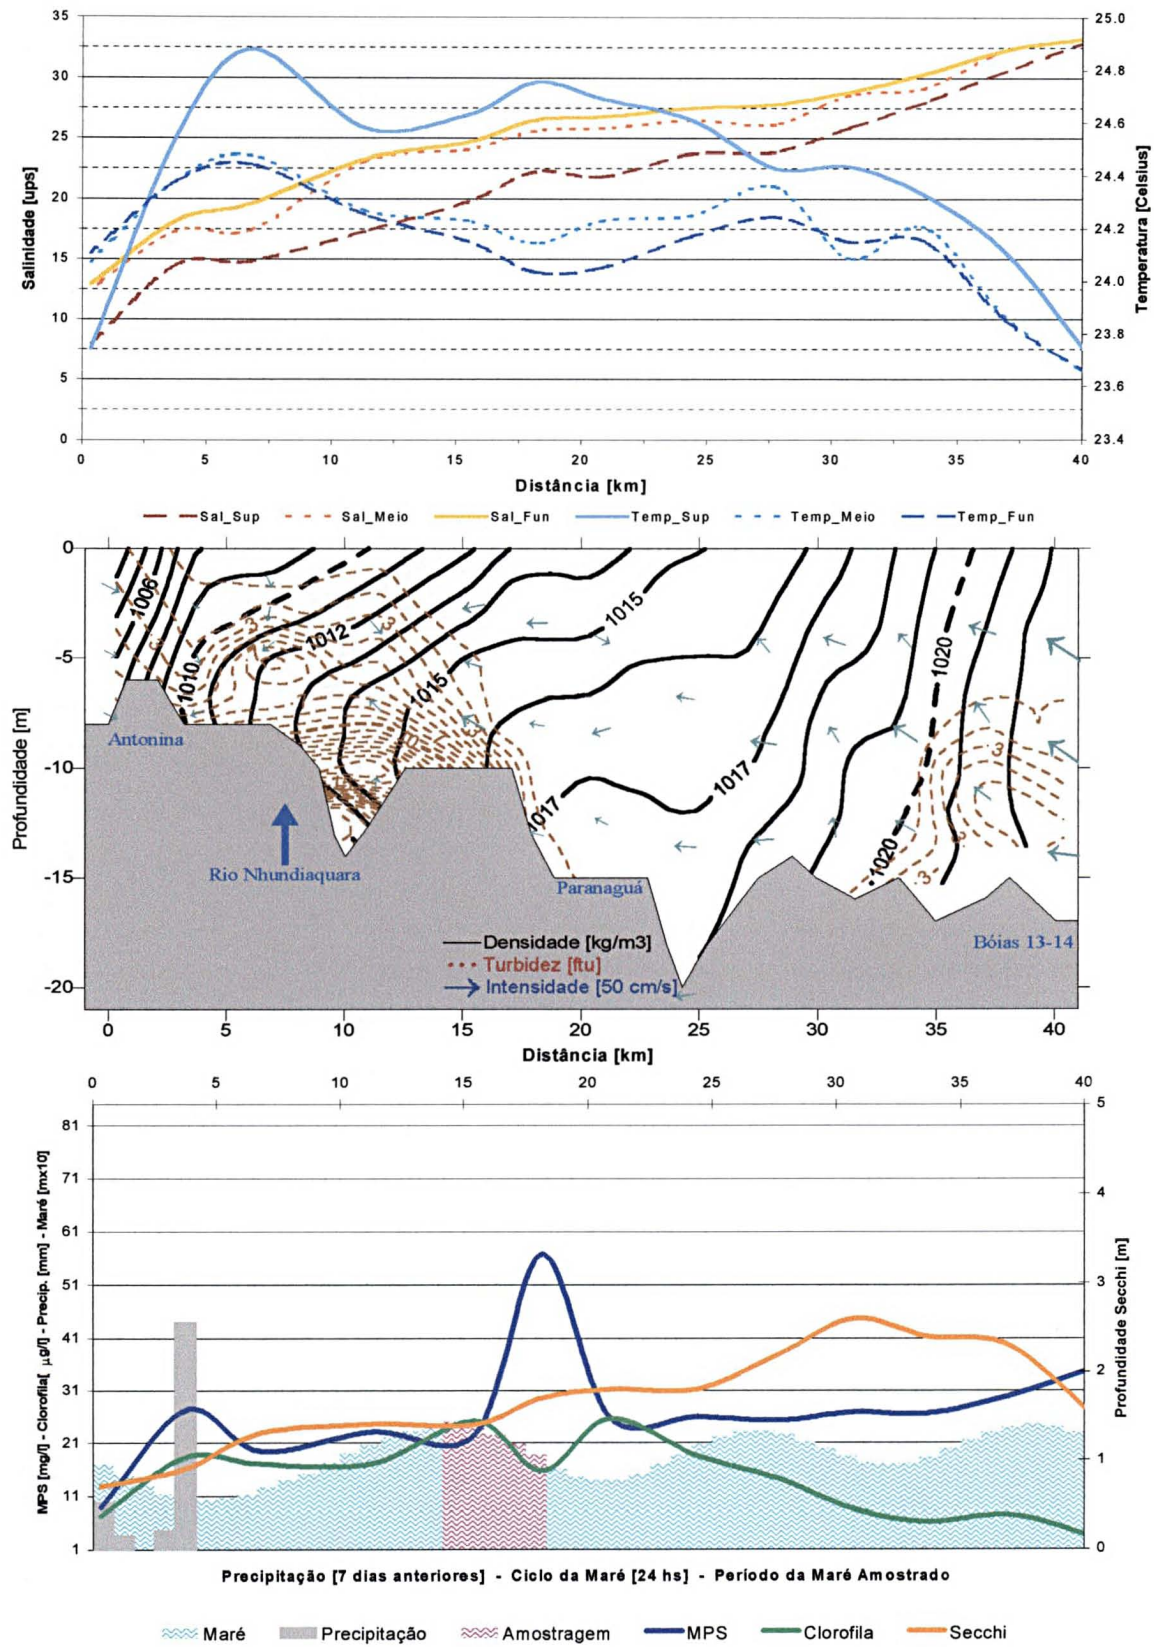 35
30
25
20
15
10
5
0
Salinidade [ups]
25.0
24.8
24.6
24.4
24.2
24.0
23.8
23.6
23.4
Temperatura [Celsius]
0 5 10 15 20 25 30 35 40
Distância [km]
Sal_Sup Sal_Meio Sal_Fun Temp_Sup Temp_Meio Temp_Fun
0
-5
-10
-15
-20
Profundidade [m]
1006
1010
1012
1015
1015
1017
1017
1020
1020
3
3
3
3
3
3
Antonina
Rio Nhundiaquara
Paranaguá
Bóias 13-14
Densidade [kg/m3]
Turbidez [ftu]
Intensidade [50 cm/s]
0 5 10 15 20 25 30 35 40
Distância [km]
0 5 10 15 20 25 30 35 40
81
71
61
51
41
31
21
11
1
MPS [mg/l] - Clorofila[ µg/l] - Precip. [mm] - Maré [mx10]
5
4
3
2
1
0
Profundidade Secchi [m]
Precipitação [7 dias anteriores] - Ciclo da Maré [24 hs] - Período da Maré Amostrado
Maré Precipitação Amostragem MPS Clorofila Secchi